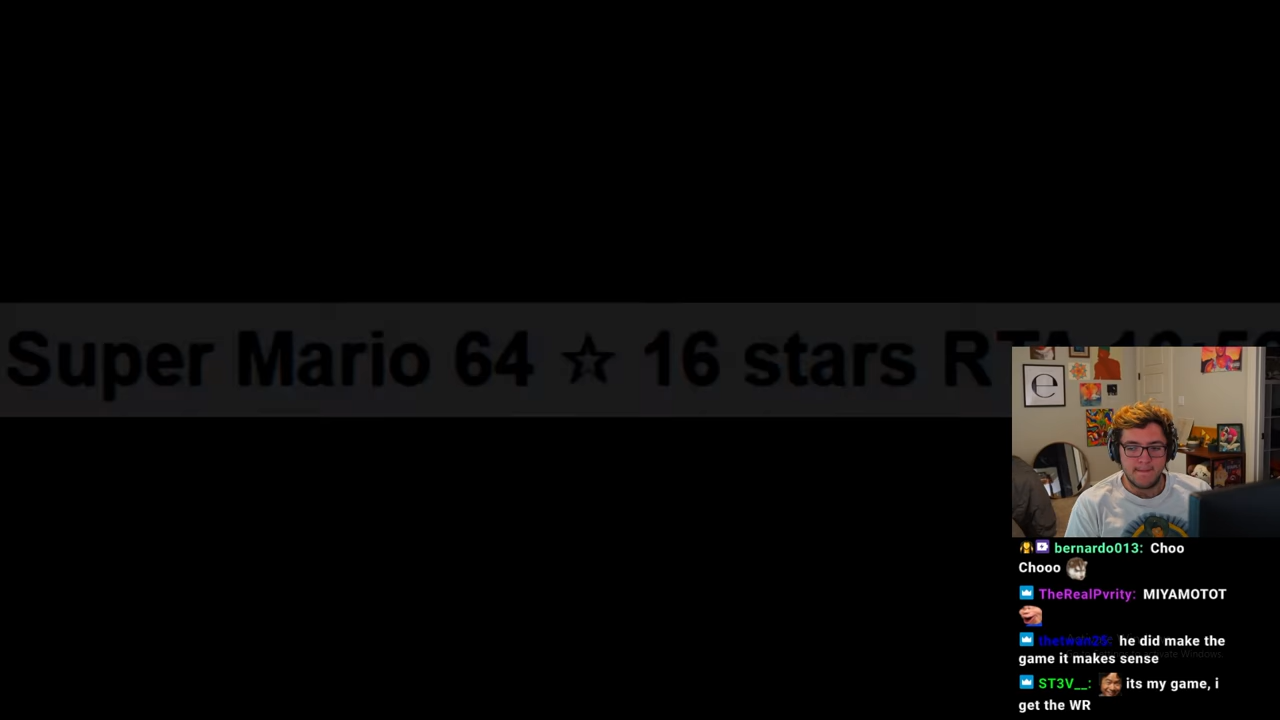 Super Mario 64 ☆ 16 stars
e
bernardo013: Choo
Chooo
TheRealPvrity: MIYAMOTOT
thetwan25: he did make the
game it makes sense
ST3V__: its my game, i
get the WR